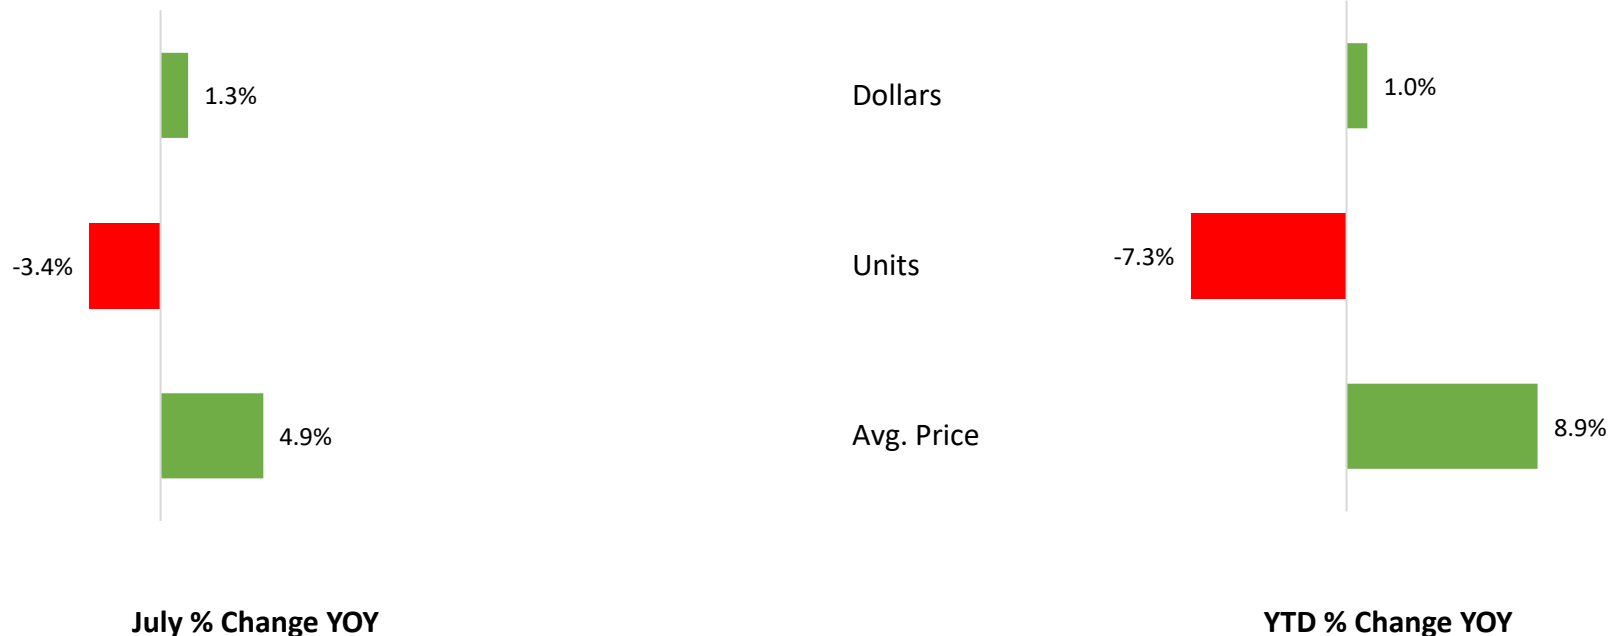 1.3%
Dollars
1.0%
-3.4%
Units
-7.3%
4.9%
Avg. Price
8.9%
July % Change YOY
YTD % Change YOY